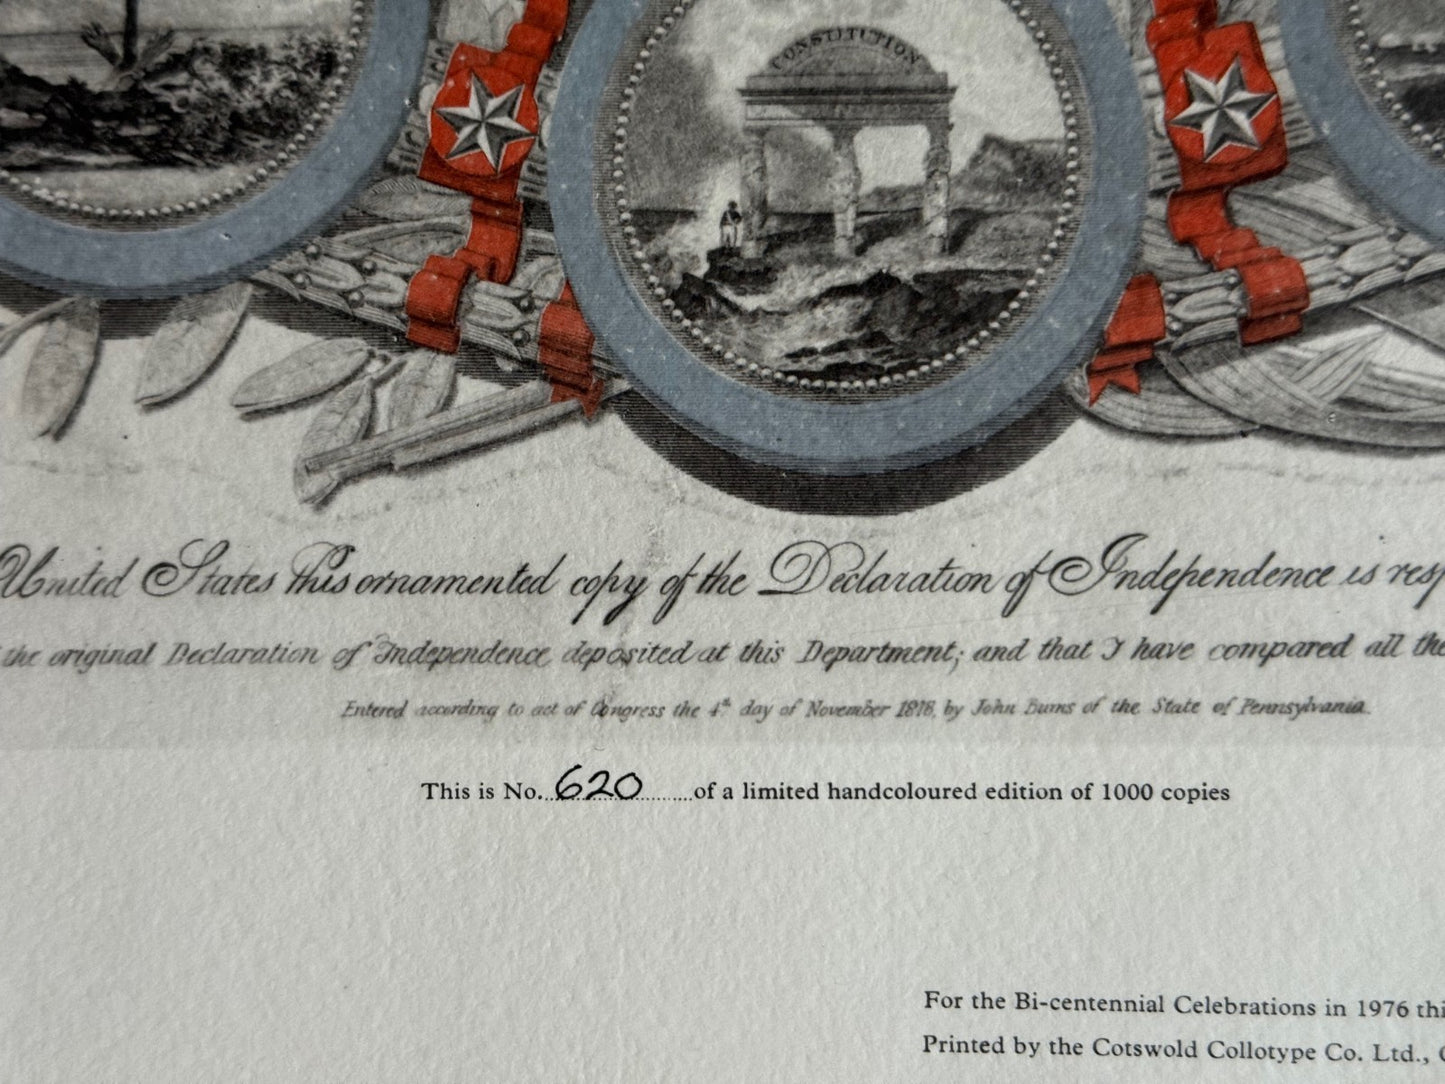 CONSTITUTION
United States This ornamented copy of the Declaration of Independence is resp
the original Declaration of Independence deposited at this Department; and that I have compared all the
Entered according to act of Congress the 4th day of November 1818, by John Burns of the State of Pennsylvania.
This is No. 620 of a limited handcoloured edition of 1000 copies
For the Bi-centennial Celebrations in 1976 thi
Printed by the Cotswold Collotype Co. Ltd.,